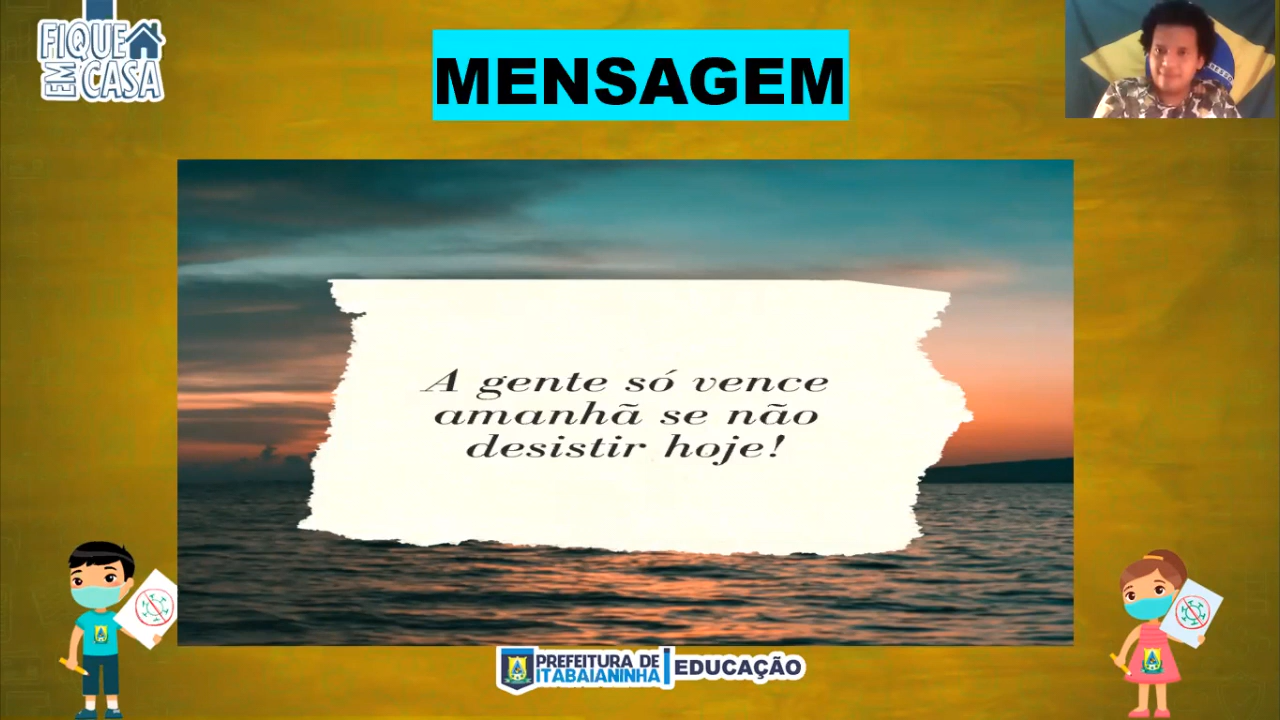 FIQUE
EM CASA
MENSAGEM
A gente só vence
amanhã se não
desistir hoje!
PREFEITURA DE
ITABAIANINHA
EDUCAÇÃO